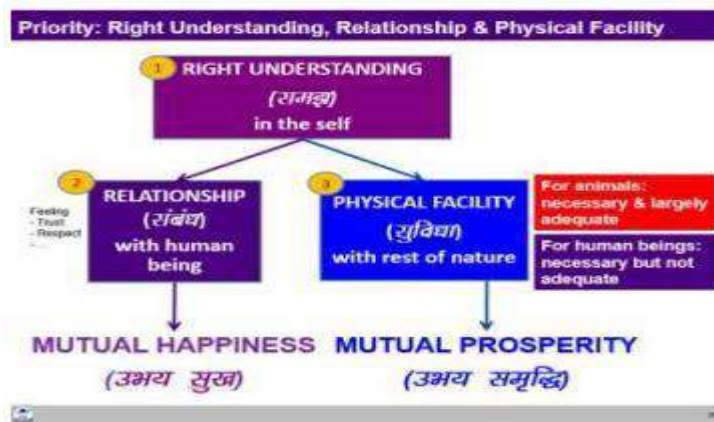 Priority: Right Understanding, Relationship & Physical Facility
1
RIGHT UNDERSTANDING
(समझ)
in the self
2
RELATIONSHIP
(संबंध)
with human
being
Feeling
- Trust
- Respect
- ...
3
PHYSICAL FACILITY
(सुविधा)
with rest of nature
For animals:
necessary & largely
adequate
For human beings:
necessary but not
adequate
MUTUAL HAPPINESS
(उभय सुख)
MUTUAL PROSPERITY
(उभय समृद्धि)